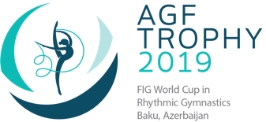 AGF
TROPHY
2019
FIG World Cup in
Rhythmic Gymnastics
Baku, Azerbaijan